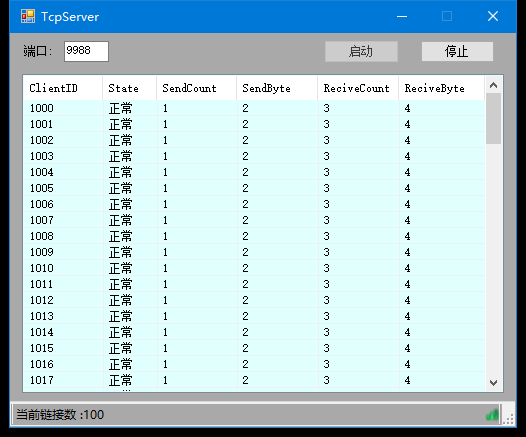 TcpServer
端口: 9988 启动 停止
ClientID State SendCount SendByte ReciveCount ReciveByte
1000 正常 1 2 3 4
1001 正常 1 2 3 4
1002 正常 1 2 3 4
1003 正常 1 2 3 4
1004 正常 1 2 3 4
1005 正常 1 2 3 4
1006 正常 1 2 3 4
1007 正常 1 2 3 4
1008 正常 1 2 3 4
1009 正常 1 2 3 4
1010 正常 1 2 3 4
1011 正常 1 2 3 4
1012 正常 1 2 3 4
1013 正常 1 2 3 4
1014 正常 1 2 3 4
1015 正常 1 2 3 4
1016 正常 1 2 3 4
1017 正常 1 2 3 4
当前链接数 :100